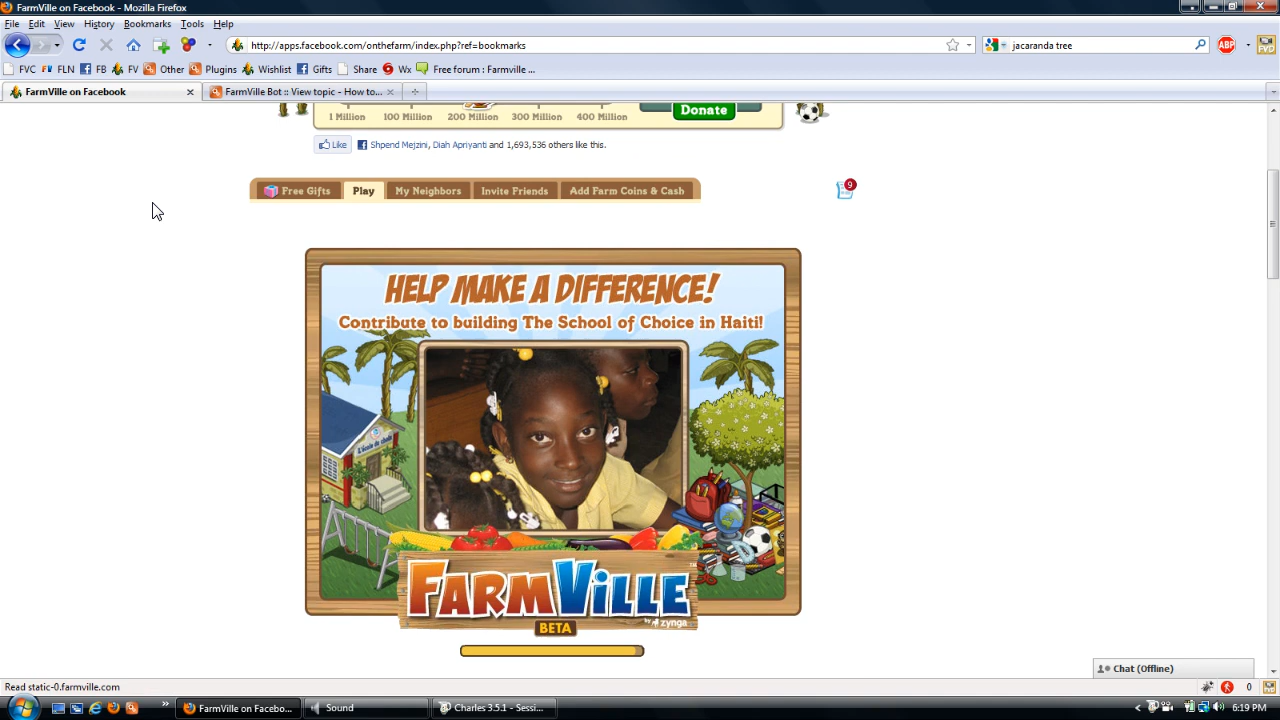 FarmVille on Facebook - Mozilla Firefox
File Edit View History Bookmarks Tools Help
http://apps.facebook.com/onthefarm/index.php?ref=bookmarks
jacaranda tree
ABP
FVD
FVC FLN FB FV Other Plugins Wishlist Gifts Share Wx Free forum : Farmville ...
FarmVille on Facebook
FarmVille Bot :: View topic - How to...
1 Million 100 Million 200 Million 300 Million 400 Million
Donate
Like Shpend Mejzini, Diah Apriyanti and 1,693,536 others like this.
Free Gifts Play My Neighbors Invite Friends Add Farm Coins & Cash
9
HELP MAKE A DIFFERENCE!
Contribute to building The School of Choice in Haiti!
FARMVILLE
by zynga
BETA
Chat (Offline)
Read static-0.farmville.com
0
FarmVille on Facebo...
Sound
Charles 3.5.1 - Sessi...
6:19 PM